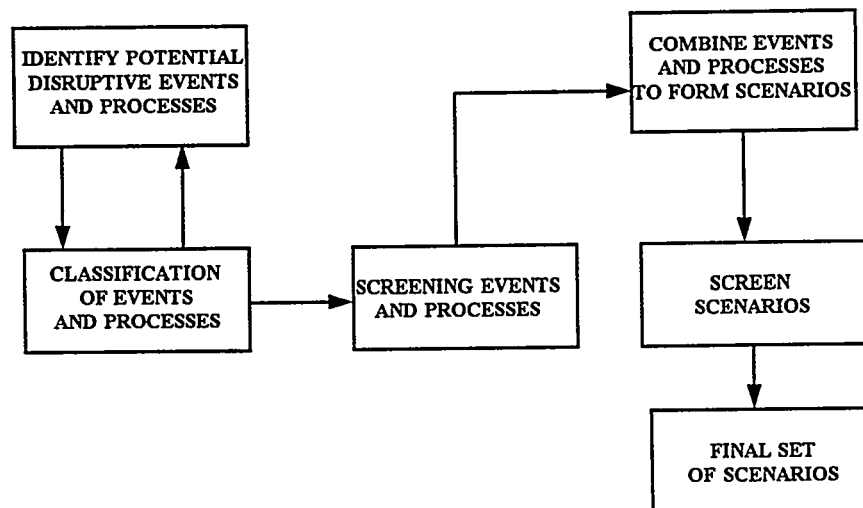 IDENTIFY POTENTIAL
DISRUPTIVE EVENTS
AND PROCESSES
CLASSIFICATION
OF EVENTS
AND PROCESSES
SCREENING EVENTS
AND PROCESSES
COMBINE EVENTS
AND PROCESSES
TO FORM SCENARIOS
SCREEN
SCENARIOS
FINAL SET
OF SCENARIOS